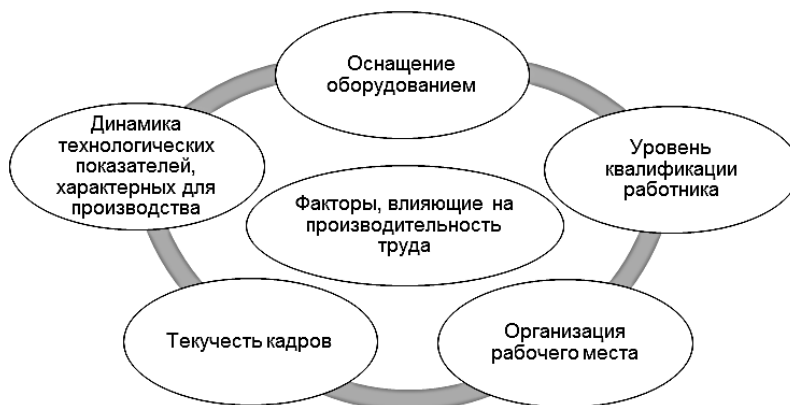 Оснащение
оборудованием
Динамика
технологических
показателей,
характерных для
производства
Уровень
квалификации
работника
Факторы, влияющие на
производительность
труда
Текучесть кадров
Организация
рабочего места